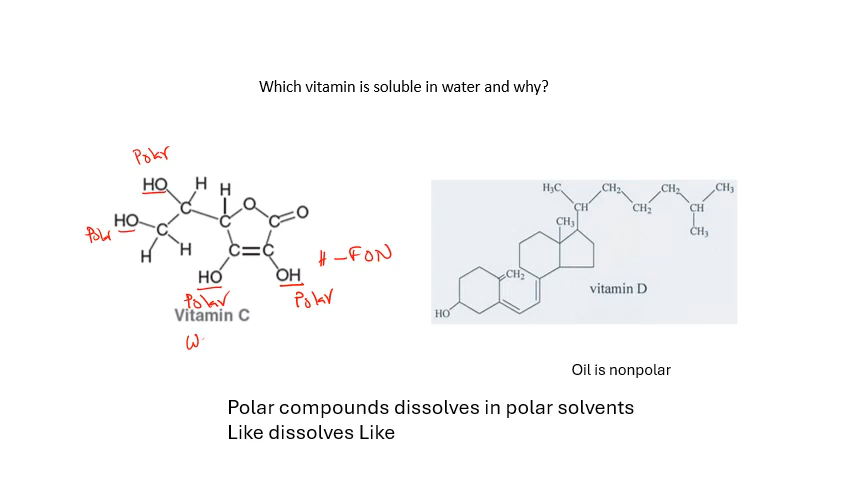 Which vitamin is soluble in water and why?
Polar
HO H H
C O
HO C C C O
Polar
H H C C
H-FON
HO OH
Polar Polar
Vitamin C
W
H₃C CH₂ CH₂ CH₃
CH CH₂ CH
CH₃ CH₃
CH₂
HO
vitamin D
Oil is nonpolar
Polar compounds dissolves in polar solvents
Like dissolves Like